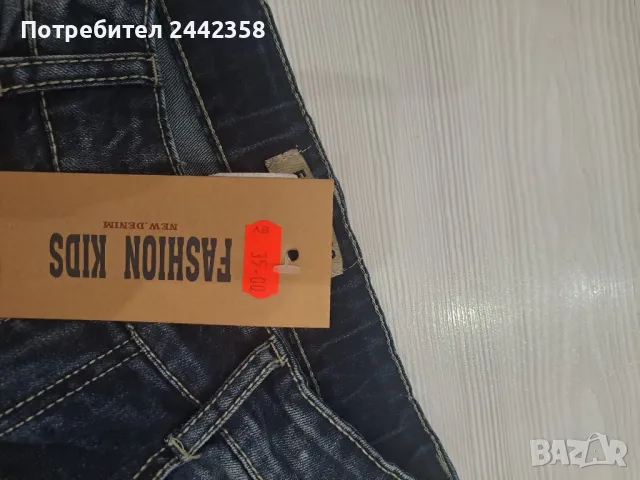 Потребител 2442358
FASHION KIDS
NEW.DENIM
35-00
BAZAR